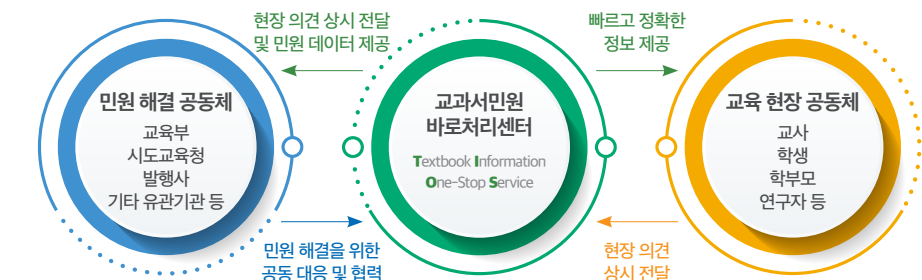 현장 의견 상시 전달
및 민원 데이터 제공
빠르고 정확한
정보 제공
민원 해결 공동체
교육부
시도교육청
발행사
기타 유관기관 등
교과서민원
바로처리센터
Textbook Information
One-Stop Service
교육 현장 공동체
교사
학생
학부모
연구자 등
민원 해결을 위한
공동 대응 및 협력
현장 의견
상시 전달